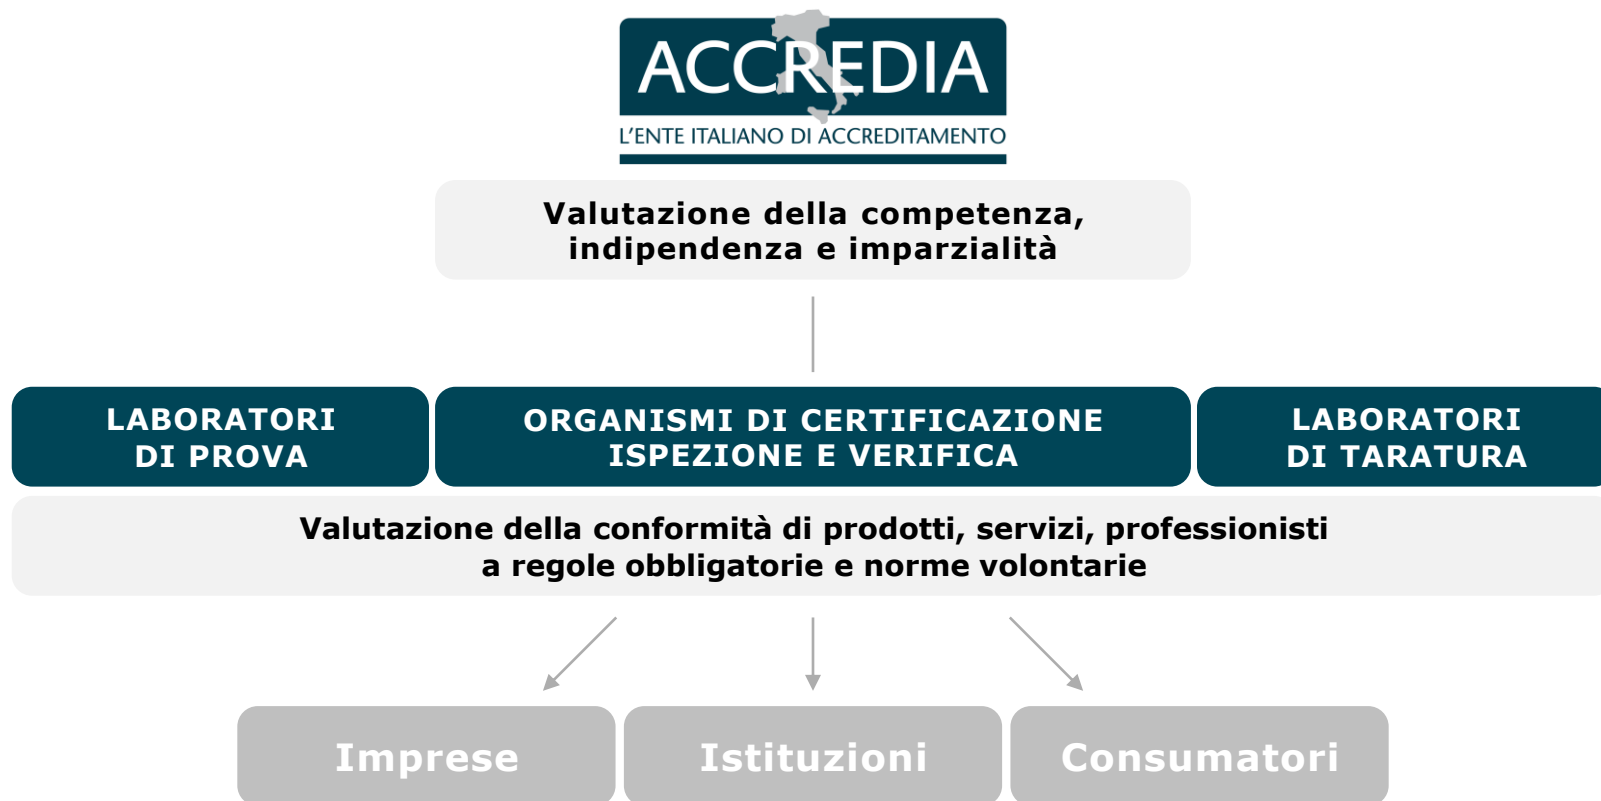 ACCREDIA
L'ENTE ITALIANO DI ACCREDITAMENTO
Valutazione della competenza,
indipendenza e imparzialità
LABORATORI
DI PROVA
ORGANISMI DI CERTIFICAZIONE
ISPEZIONE E VERIFICA
LABORATORI
DI TARATURA
Valutazione della conformità di prodotti, servizi, professionisti
a regole obbligatorie e norme volontarie
Imprese
Istituzioni
Consumatori